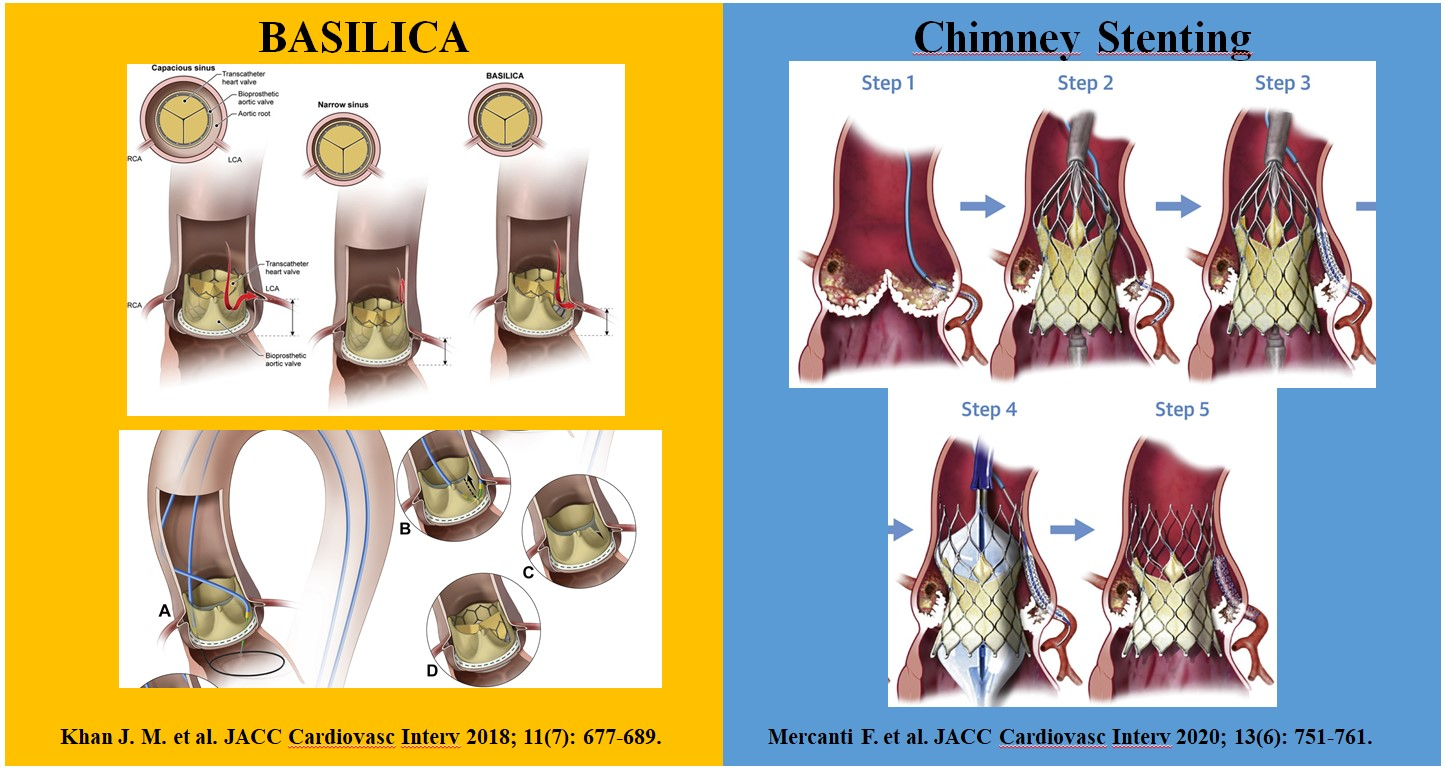 BASILICA
Capacious sinus
Transcatheter
heart valve
Bioprosthetic
aortic valve
Aortic root
RCA
LCA
Narrow sinus
BASILICA
Transcatheter
heart valve
LCA
RCA
Bioprosthetic
aortic valve
A
B
C
D
Khan J. M. et al. JACC Cardiovasc Interv 2018; 11(7): 677-689.
Chimney Stenting
Step 1
Step 2
Step 3
Step 4
Step 5
Mercanti F. et al. JACC Cardiovasc Interv 2020; 13(6): 751-761.